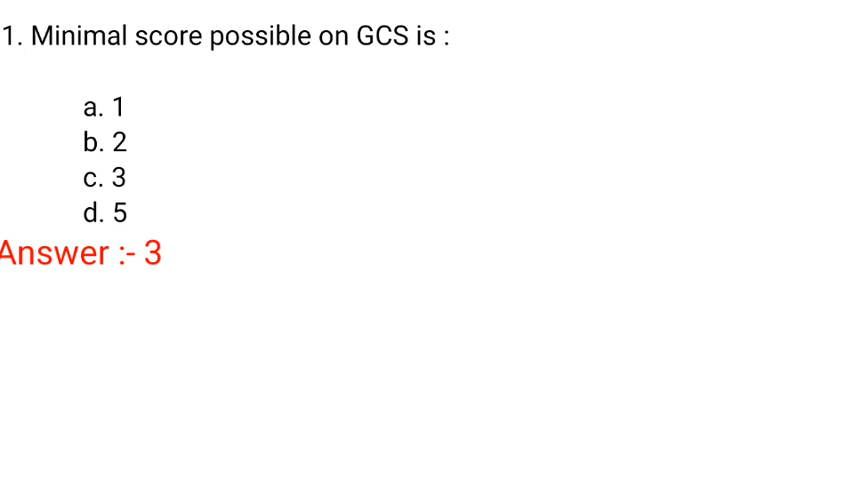 1. Minimal score possible on GCS is :
a. 1
b. 2
c. 3
d. 5
Answer :- 3